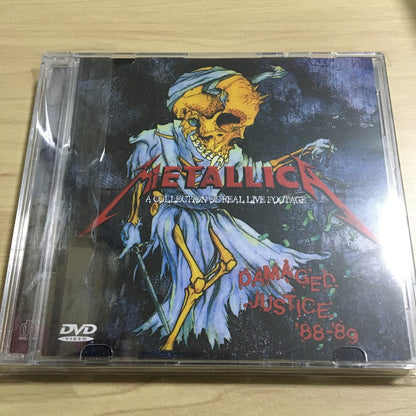 METALLICA
A COLLECTION OF REAL LIVE FOOTAGE
DAMAGED
JUSTICE
'88-'89
DVD
VIDEO